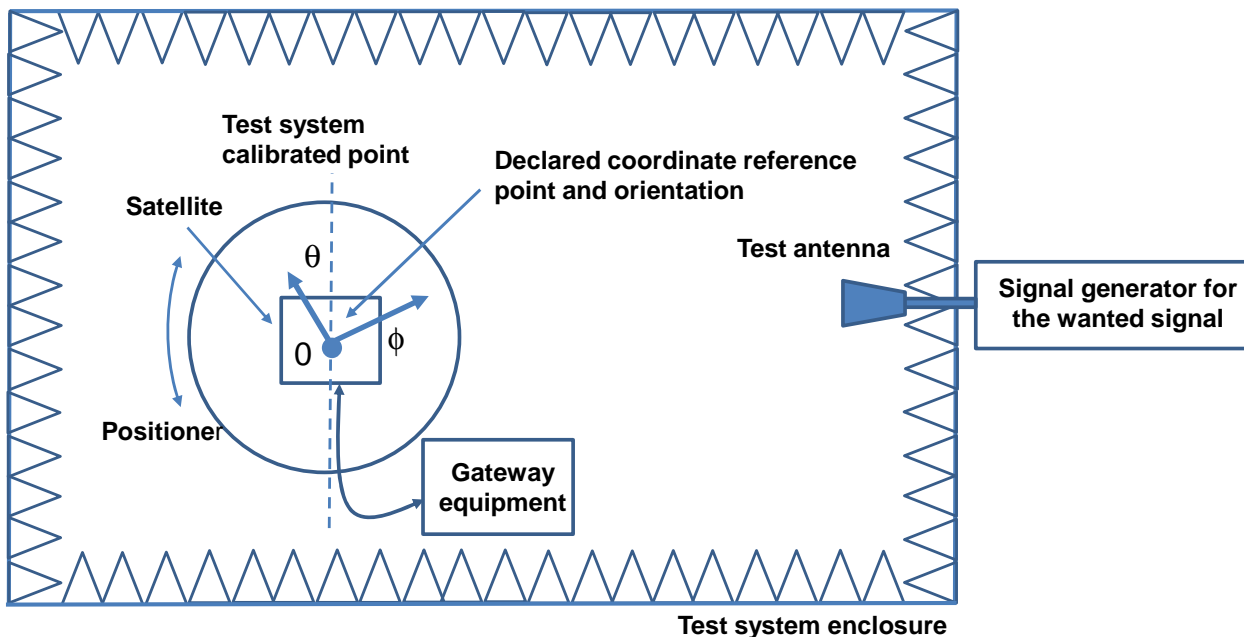 Test system
calibrated point
Declared coordinate reference
point and orientation
Satellite
Test antenna
θ
Signal generator for
the wanted signal
0
ϕ
Positioner
Gateway
equipment
Test system enclosure